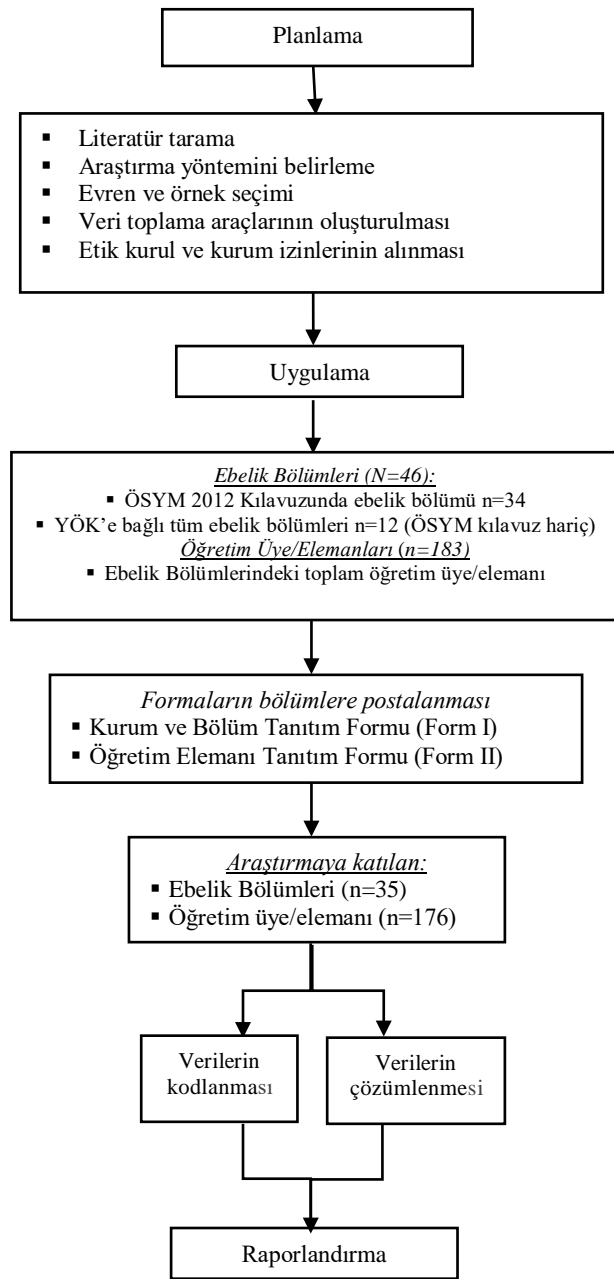 Planlama
▪ Literatür tarama
▪ Araştırma yöntemini belirleme
▪ Evren ve örnek seçimi
▪ Veri toplama araçlarının oluşturulması
▪ Etik kurul ve kurum izinlerinin alınması
Uygulama
Ebelik Bölümleri (N=46):
▪ ÖSYM 2012 Kılavuzunda ebelik bölümü n=34
▪ YÖK’e bağlı tüm ebelik bölümleri n=12 (ÖSYM kılavuz hariç)
Öğretim Üye/Elemanları (n=183)
▪ Ebelik Bölümlerindeki toplam öğretim üye/elemanı
Formaların bölümlere postalanması
▪ Kurum ve Bölüm Tanıtım Formu (Form I)
▪ Öğretim Elemanı Tanıtım Formu (Form II)
Araştırmaya katılan:
▪ Ebelik Bölümleri (n=35)
▪ Öğretim üye/elemanı (n=176)
Verilerin
kodlanması
Verilerin
çözümlenmesi
Raporlandırma